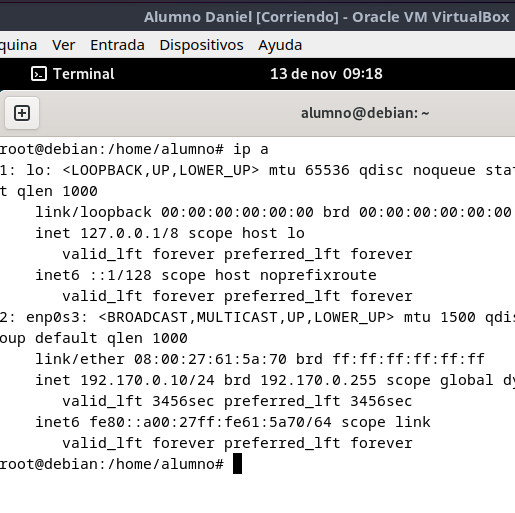 Alumno Daniel [Corriendo] - Oracle VM VirtualBox
quina Ver Entrada Dispositivos Ayuda
Terminal 13 de nov 09:18
alumno@debian: ~
root@debian:/home/alumno# ip a
1: lo: <LOOPBACK,UP,LOWER_UP> mtu 65536 qdisc noqueue stat
t qlen 1000
link/loopback 00:00:00:00:00:00 brd 00:00:00:00:00:00
inet 127.0.0.1/8 scope host lo
valid_lft forever preferred_lft forever
inet6 ::1/128 scope host noprefixroute
valid_lft forever preferred_lft forever
2: enp0s3: <BROADCAST,MULTICAST,UP,LOWER_UP> mtu 1500 qdis
oup default qlen 1000
link/ether 08:00:27:61:5a:70 brd ff:ff:ff:ff:ff:ff
inet 192.170.0.10/24 brd 192.170.0.255 scope global dy
valid_lft 3456sec preferred_lft 3456sec
inet6 fe80::a00:27ff:fe61:5a70/64 scope link
valid_lft forever preferred_lft forever
root@debian:/home/alumno#